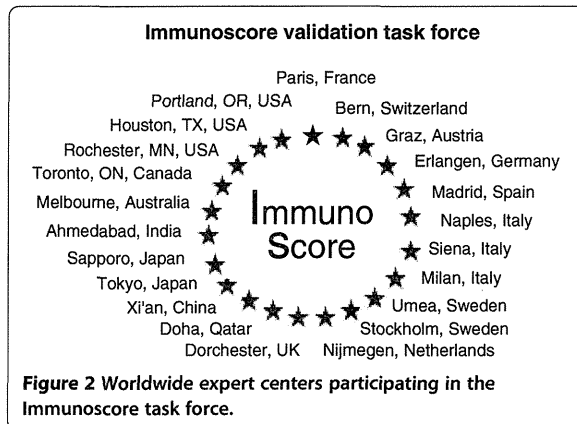 Immunoscore validation task force
Paris, France
Portland, OR, USA
Bern, Switzerland
Houston, TX, USA
Graz, Austria
Rochester, MN, USA
Erlangen, Germany
Toronto, ON, Canada
Madrid, Spain
Melbourne, Australia
Naples, Italy
Immuno
Score
Ahmedabad, India
Siena, Italy
Sapporo, Japan
Milan, Italy
Tokyo, Japan
Umea, Sweden
Xi'an, China
Stockholm, Sweden
Doha, Qatar
Nijmegen, Netherlands
Dorchester, UK
Figure 2 Worldwide expert centers participating in the
Immunoscore task force.